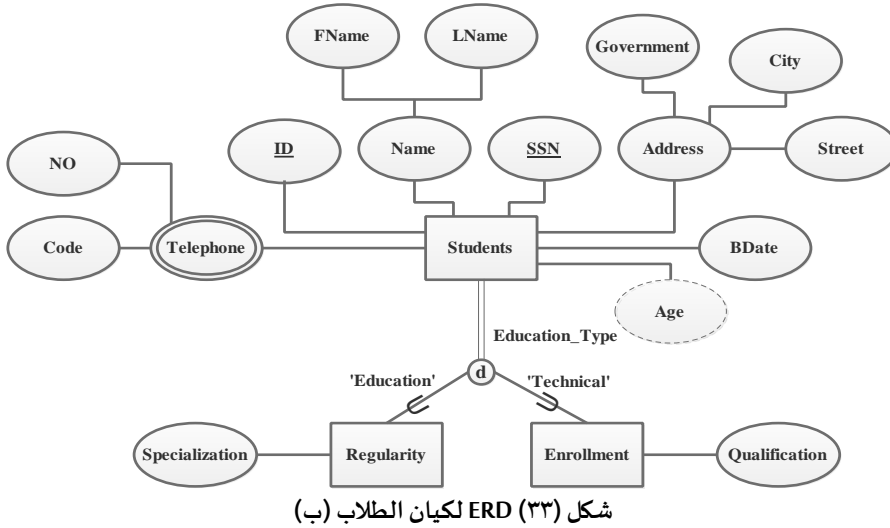 FName LName
Government
City
NO
ID
Name
SSN
Address
Street
Code
Telephone
Students
BDate
Age
Education_Type
d
'Education' 'Technical'
Specialization
Regularity
Enrollment
Qualification
شكل (٣٣) ERD لكيان الطلاب (ب)